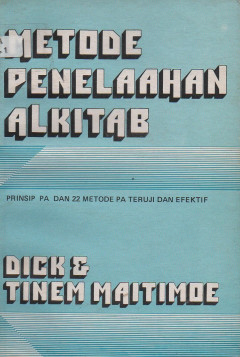 METODE
PENELAAHAN
ALKITAB
PRINSIP PA DAN 22 METODE PA TERUJI DAN EFEKTIF
DICK &
TINEM MAITIMOE